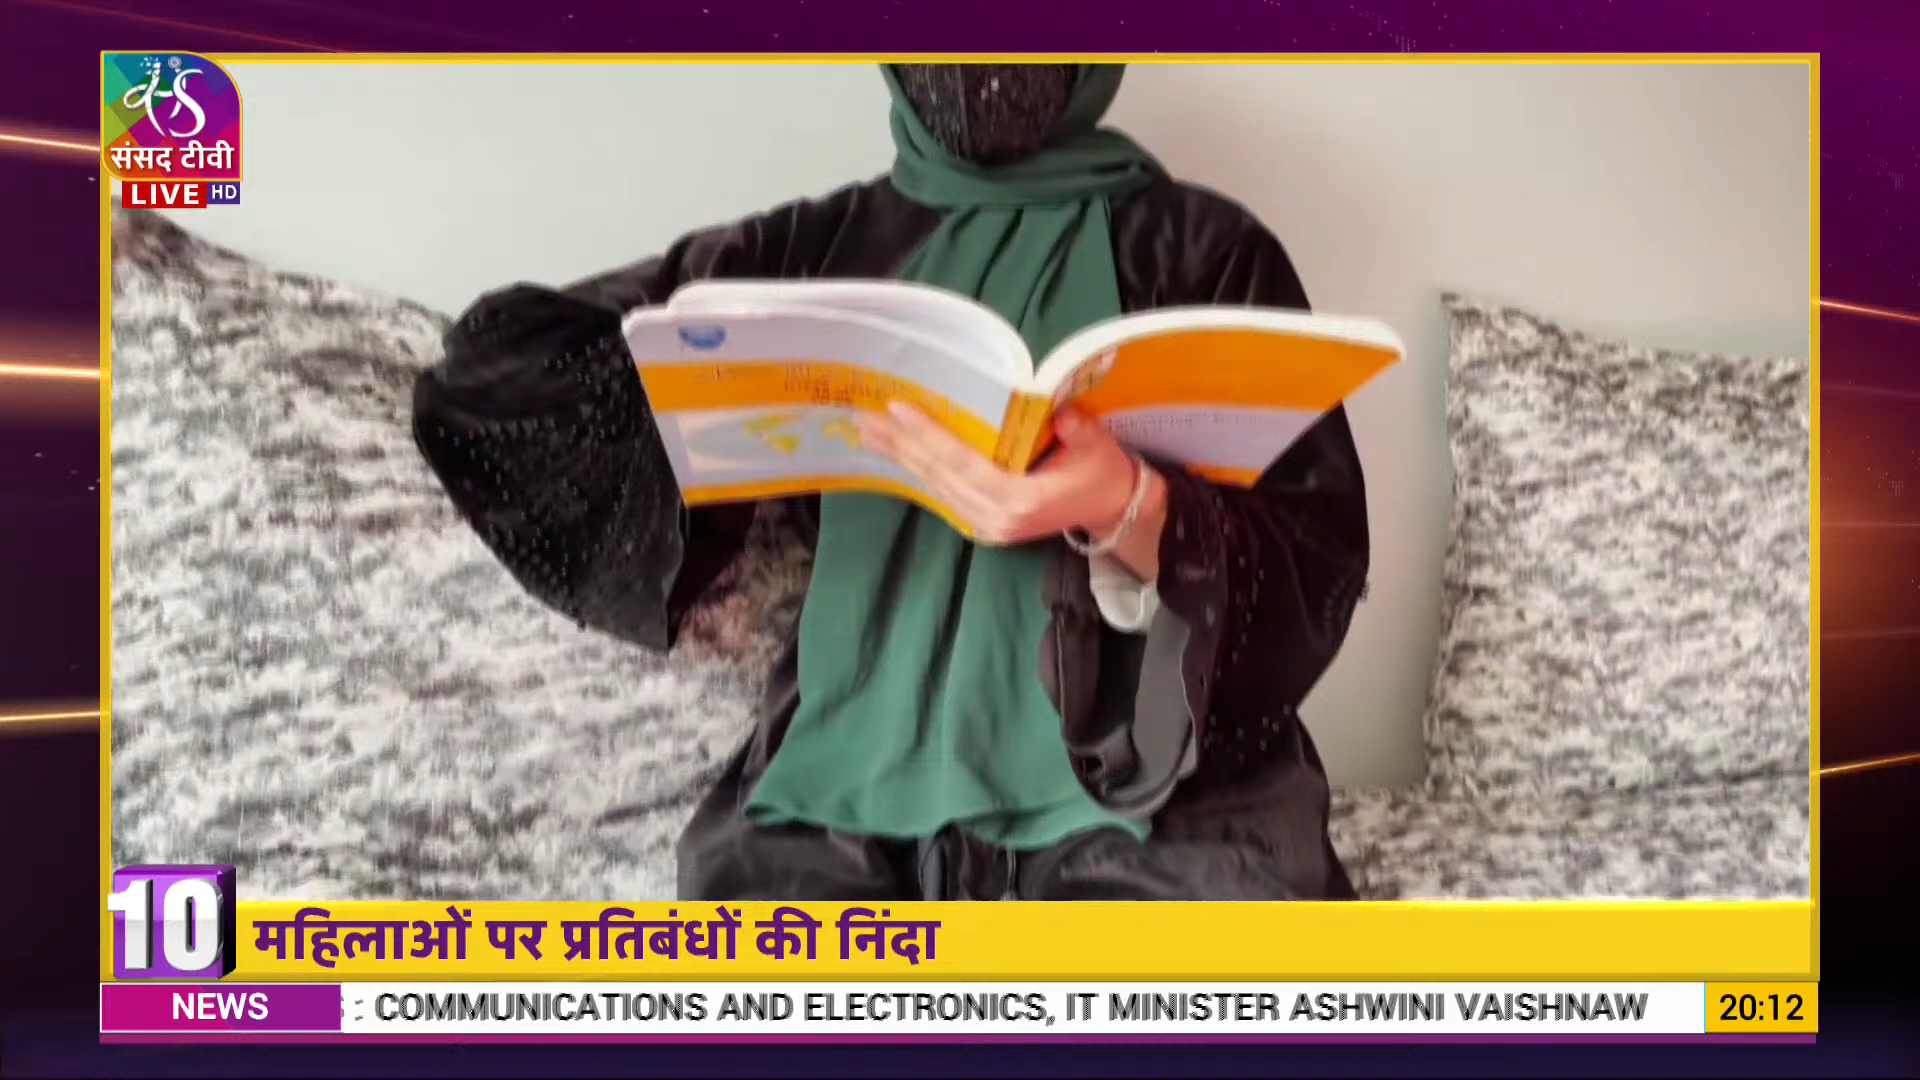 संसद टीवी
LIVE HD
10
महिलाओं पर प्रतिबंधों की निंदा
NEWS
: COMMUNICATIONS AND ELECTRONICS, IT MINISTER ASHWINI VAISHNAW
20:12